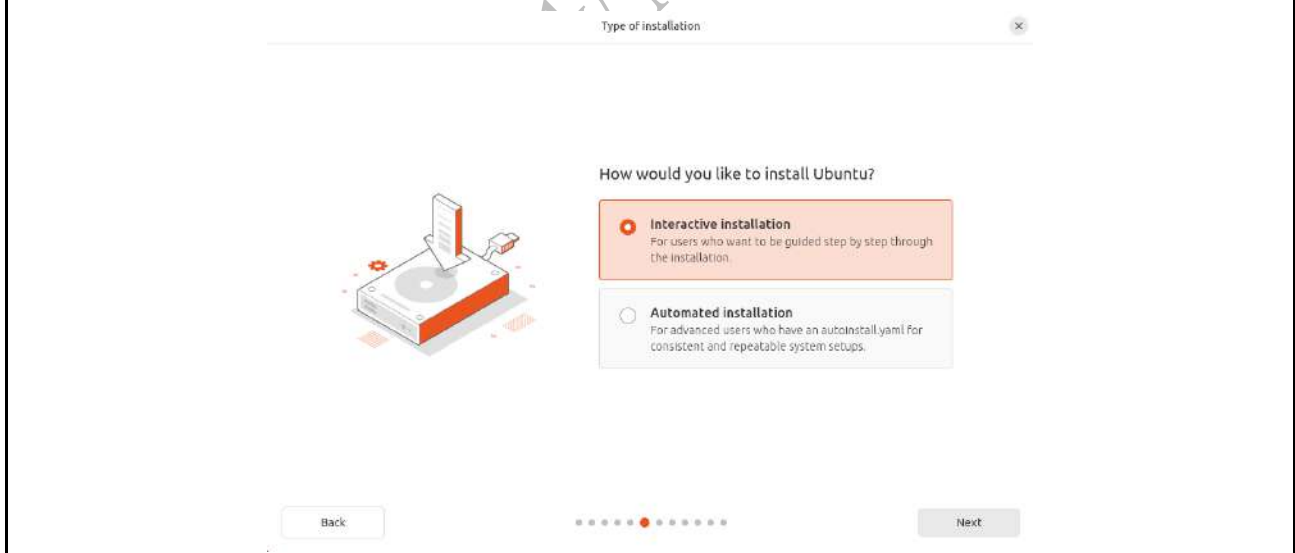 Type of installation
How would you like to install Ubuntu?
Interactive installation
For users who want to be guided step by step through
the installation.
Automated installation
For advanced users who have an autoinstall.yaml for
consistent and repeatable system setups.
Back
Next